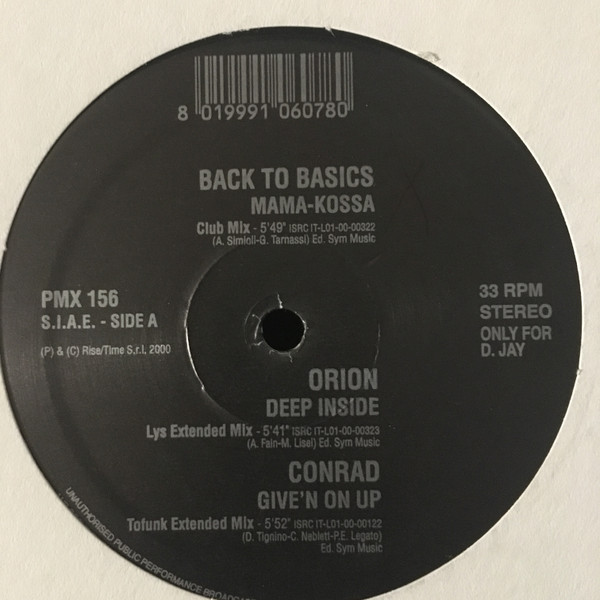 8 019991 060780
BACK TO BASICS
MAMA-KOSSA
Club Mix - 5'49" ISRC IT-L01-00-00322
(A. Simioli-G. Tarnassi) Ed. Sym Music
PMX 156
S.I.A.E. - SIDE A
(P) & (C) Rise/Time S.r.l, 2000
33 RPM
STEREO
ONLY FOR
D. JAY
ORION
DEEP INSIDE
Lys Extended Mix - 5'41" ISRC IT-L01-00-00323
(A. Fain-M. Lisei) Ed. Sym Music
CONRAD
GIVE'N ON UP
Tofunk Extended Mix - 5'52" ISRC IT-L01-00-00122
(D. Tignino-C. Neblett-P.E. Legato)
Ed. Sym Music
UNAUTHORISED PUBLIC PERFORMANCE